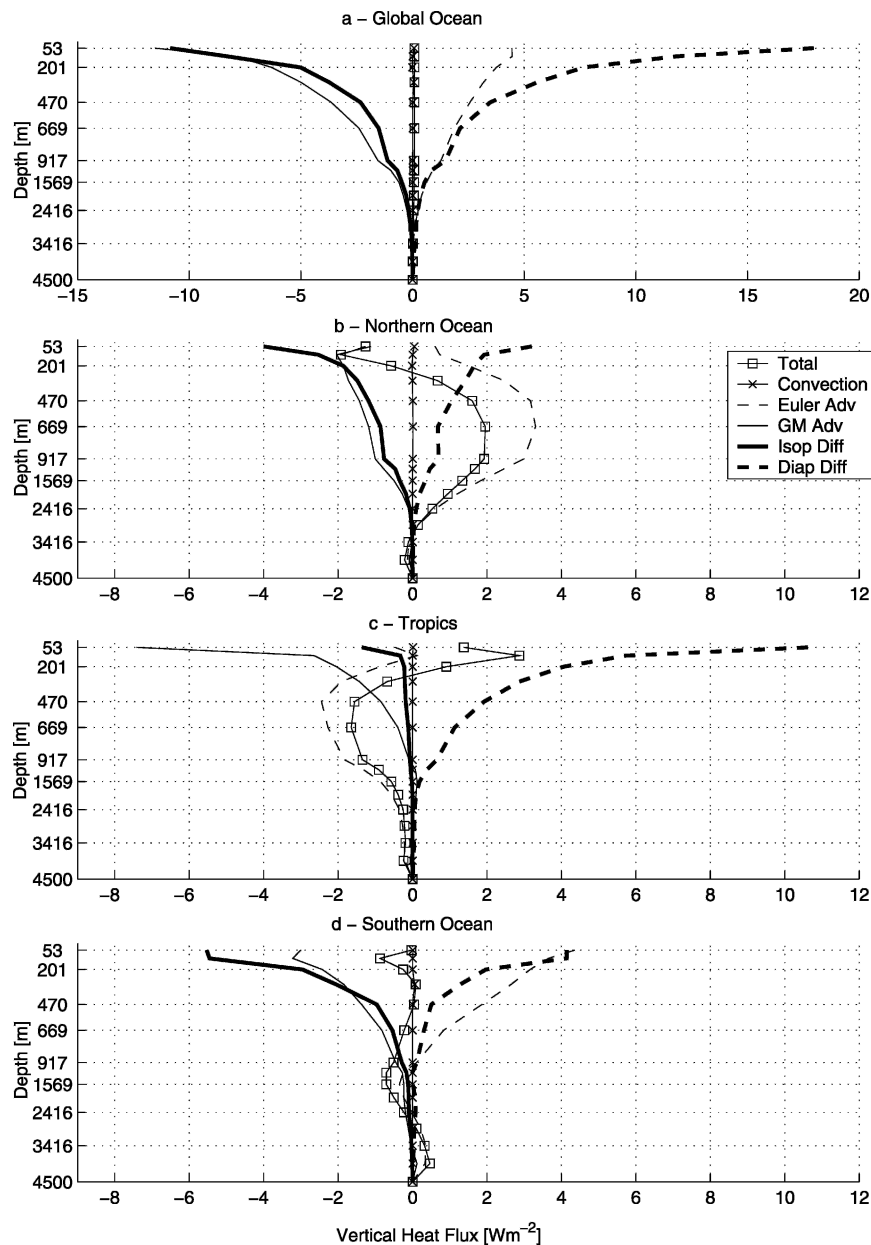 a − Global Ocean
53
201
470
669
917
1569
2416
3416
4500
Depth [m]
−15 −10 −5 0 5 10 15 20
b − Northern Ocean
53
201
470
669
917
1569
2416
3416
4500
Depth [m]
Total
Convection
Euler Adv
GM Adv
Isop Diff
Diap Diff
−8 −6 −4 −2 0 2 4 6 8 10 12
c − Tropics
53
201
470
669
917
1569
2416
3416
4500
Depth [m]
−8 −6 −4 −2 0 2 4 6 8 10 12
d − Southern Ocean
53
201
470
669
917
1569
2416
3416
4500
Depth [m]
−8 −6 −4 −2 0 2 4 6 8 10 12
Vertical Heat Flux [Wm⁻²]